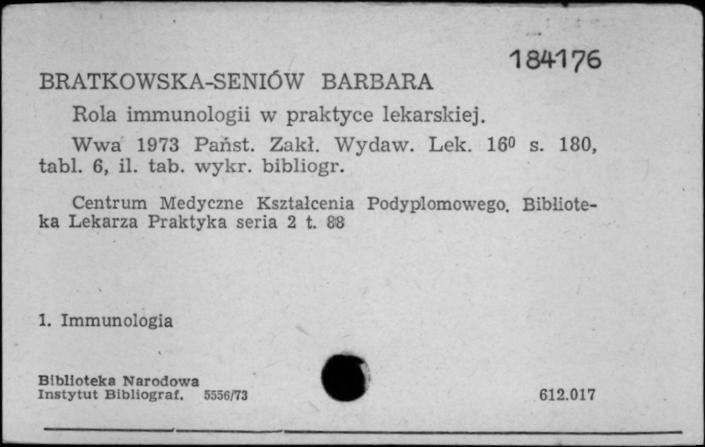 184176
BRATKOWSKA-SENIÓW BARBARA
Rola immunologii w praktyce lekarskiej.
Wwa 1973 Państ. Zakł. Wydaw. Lek. 16⁰ s. 180,
tabl. 6, il. tab. wykr. bibliogr.
Centrum Medyczne Kształcenia Podyplomowego. Bibliote-
ka Lekarza Praktyka seria 2 t. 88
1. Immunologia
Biblioteka Narodowa
Instytut Bibliograf. 5556/73
612.017